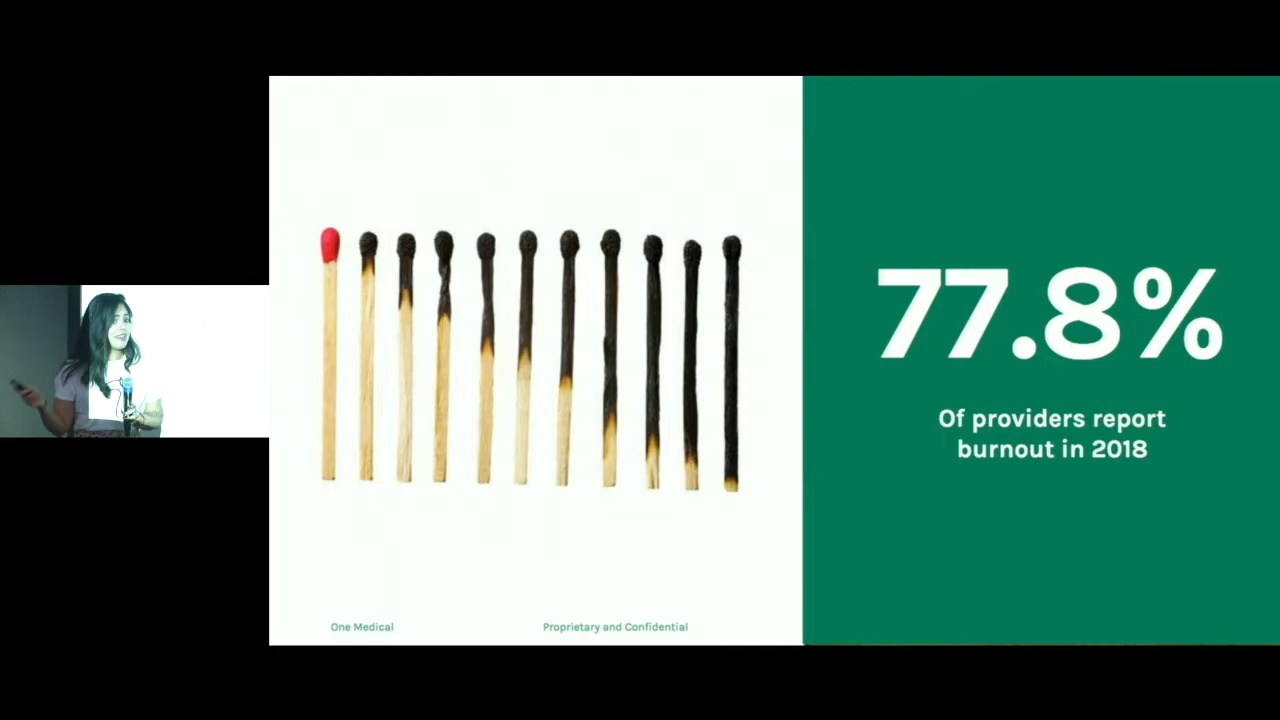 77.8%
Of providers report
burnout in 2018
One Medical
Proprietary and Confidential